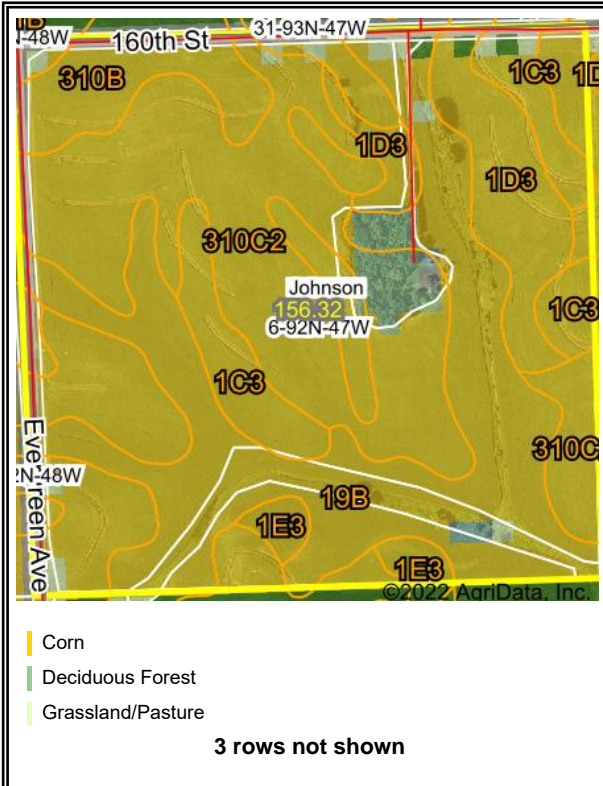 31-93N-47W
-48W
160th St
310B
1C3
1D
1D3
1D3
310C2
Johnson
156.32
1C3
6-92N-47W
1C3
310C
2N-48W
19B
1E3
1E3
©2022 AgriData, Inc.
Corn
Deciduous Forest
Grassland/Pasture
3 rows not shown